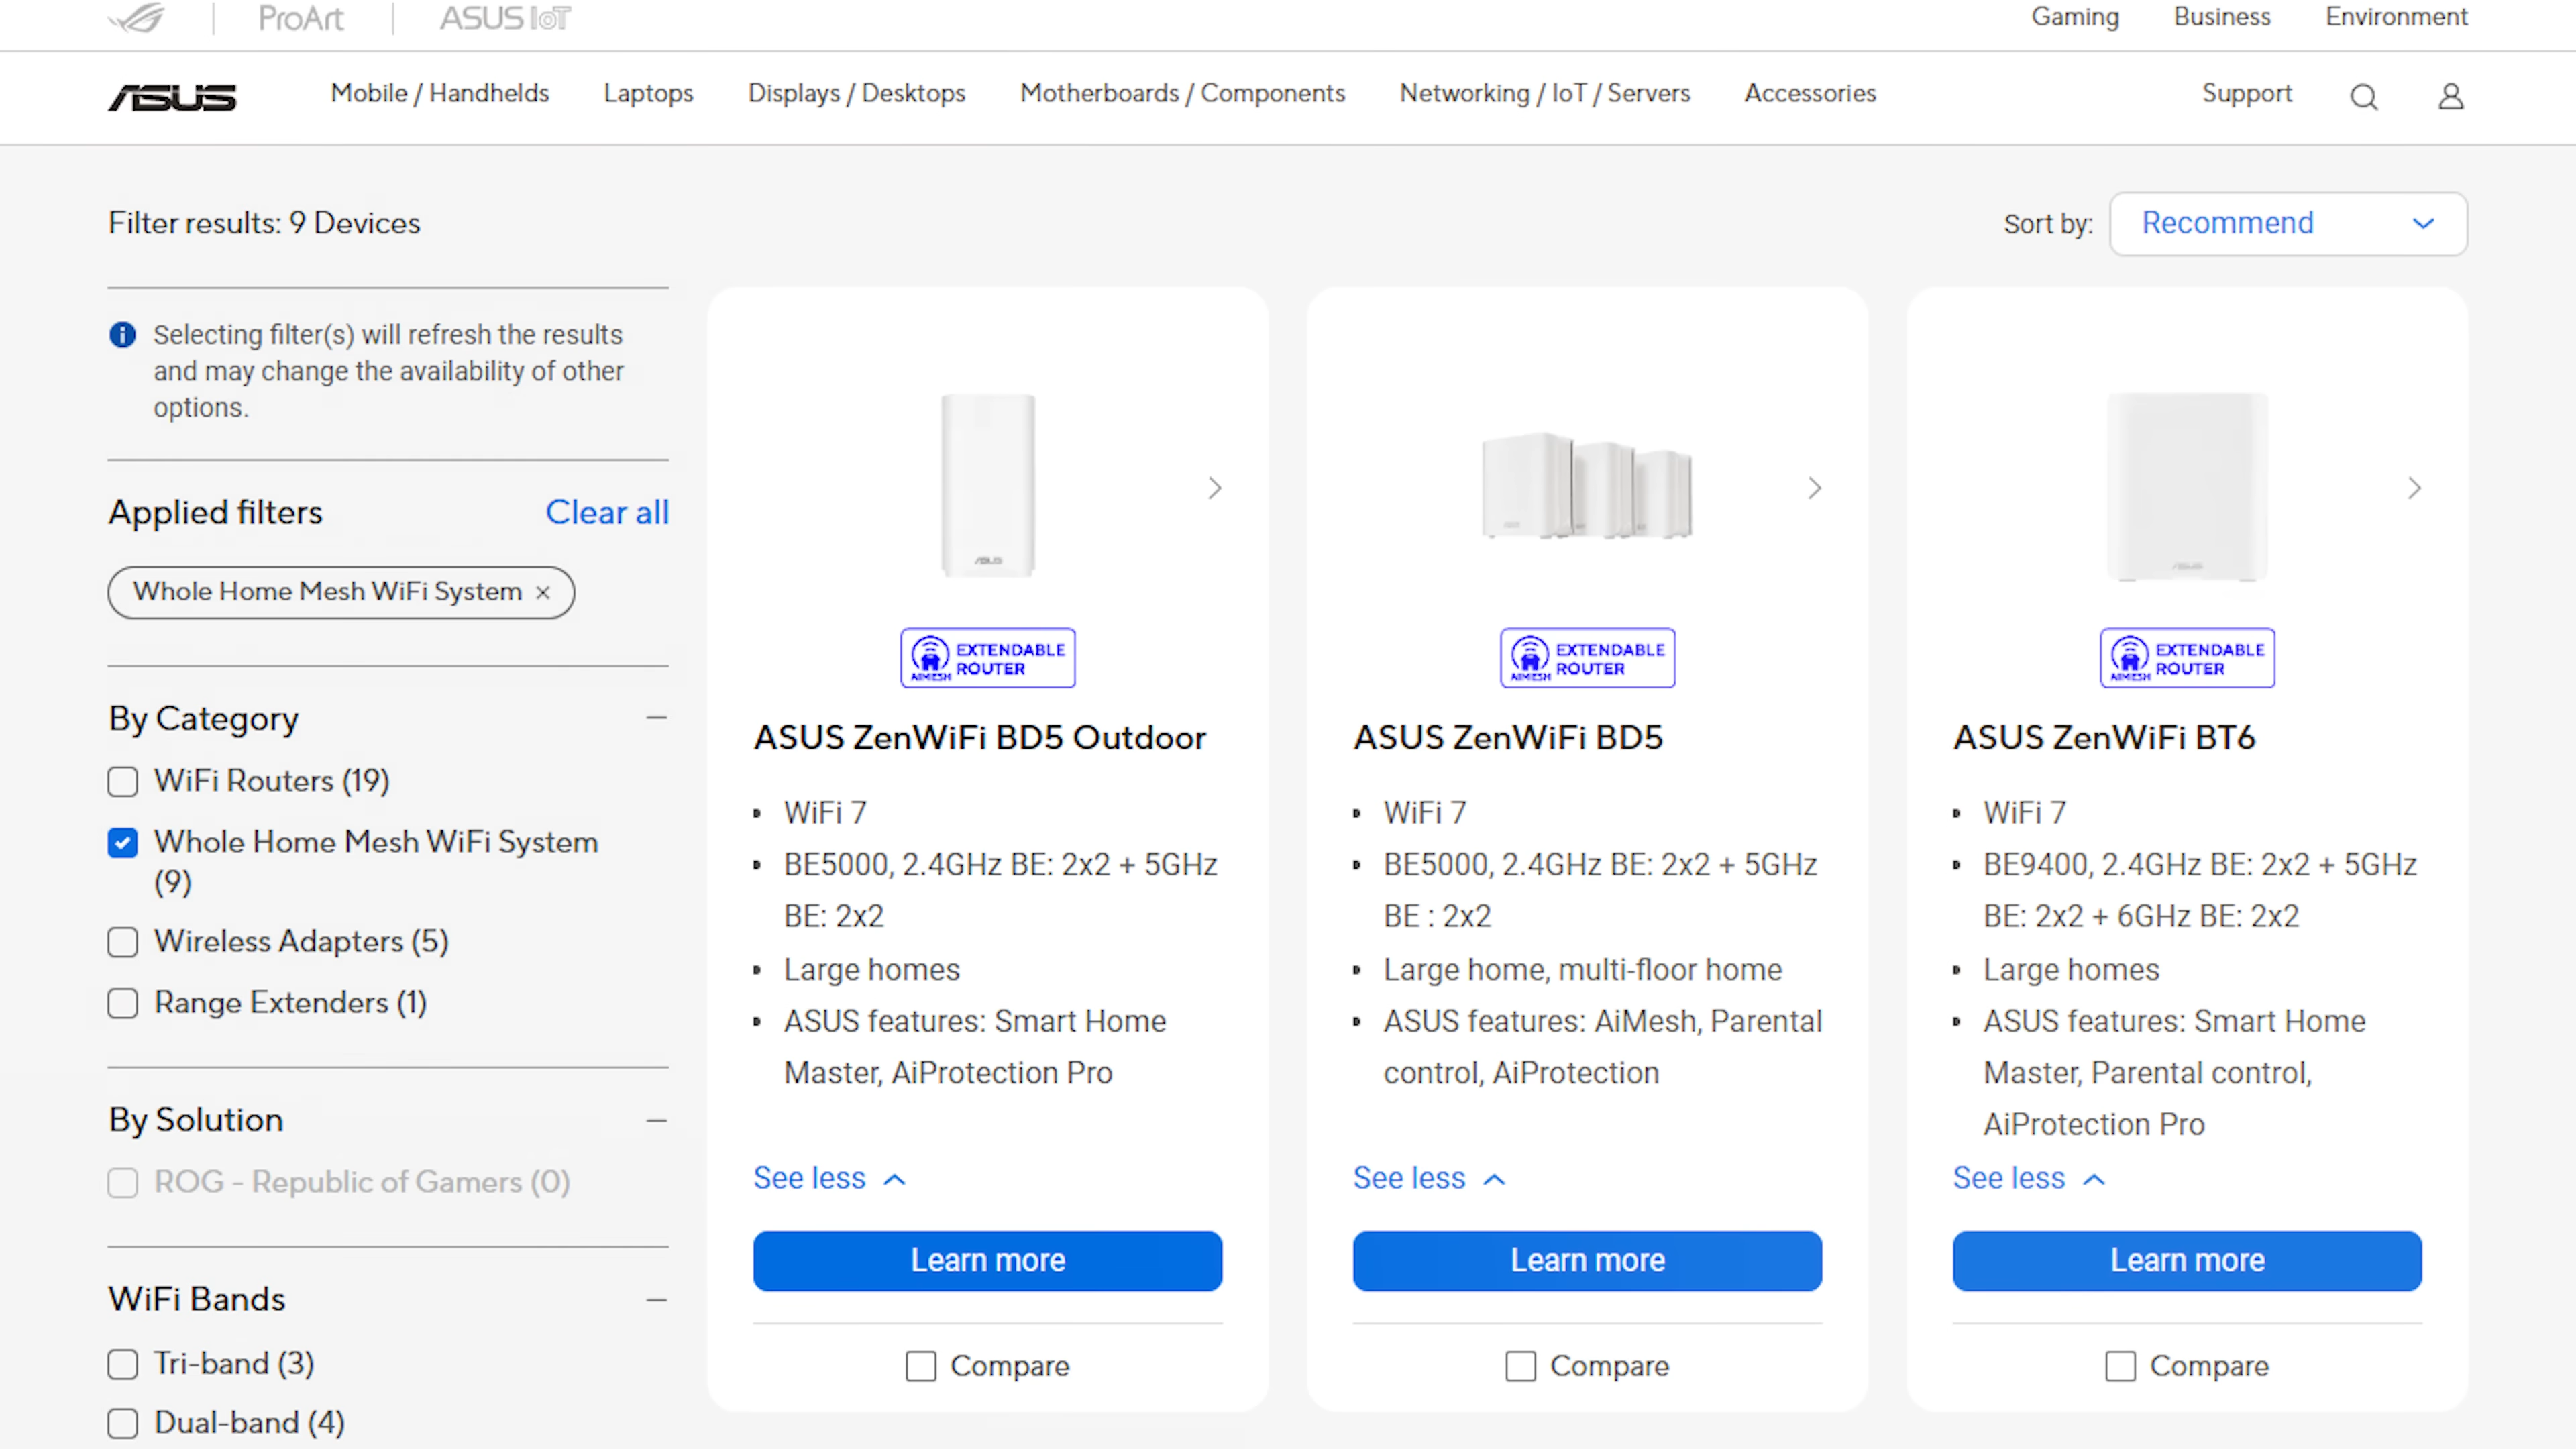 ProArt
ASUS IoT
Gaming
Business
Environment
ASUS
Mobile / Handhelds
Laptops
Displays / Desktops
Motherboards / Components
Networking / IoT / Servers
Accessories
Support
Filter results: 9 Devices
Sort by:
Recommend
Selecting filter(s) will refresh the results
and may change the availability of other
options.
Applied filters
Clear all
Whole Home Mesh WiFi System ×
By Category
WiFi Routers (19)
Whole Home Mesh WiFi System
(9)
Wireless Adapters (5)
Range Extenders (1)
By Solution
ROG - Republic of Gamers (0)
WiFi Bands
Tri-band (3)
Dual-band (4)
ASUS
AIMESH
EXTENDABLE
ROUTER
ASUS ZenWiFi BD5 Outdoor
WiFi 7
BE5000, 2.4GHz BE: 2x2 + 5GHz
BE: 2x2
Large homes
ASUS features: Smart Home
Master, AiProtection Pro
See less
Learn more
Compare
AIMESH
EXTENDABLE
ROUTER
ASUS ZenWiFi BD5
WiFi 7
BE5000, 2.4GHz BE: 2x2 + 5GHz
BE : 2x2
Large home, multi-floor home
ASUS features: AiMesh, Parental
control, AiProtection
See less
Learn more
Compare
ASUS
AIMESH
EXTENDABLE
ROUTER
ASUS ZenWiFi BT6
WiFi 7
BE9400, 2.4GHz BE: 2x2 + 5GHz
BE: 2x2 + 6GHz BE: 2x2
Large homes
ASUS features: Smart Home
Master, Parental control,
AiProtection Pro
See less
Learn more
Compare